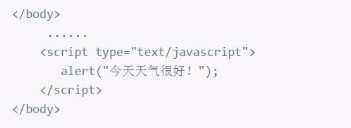 </body>
......
<script type="text/javascript">
alert("今天天气很好！");
</script>
</body>